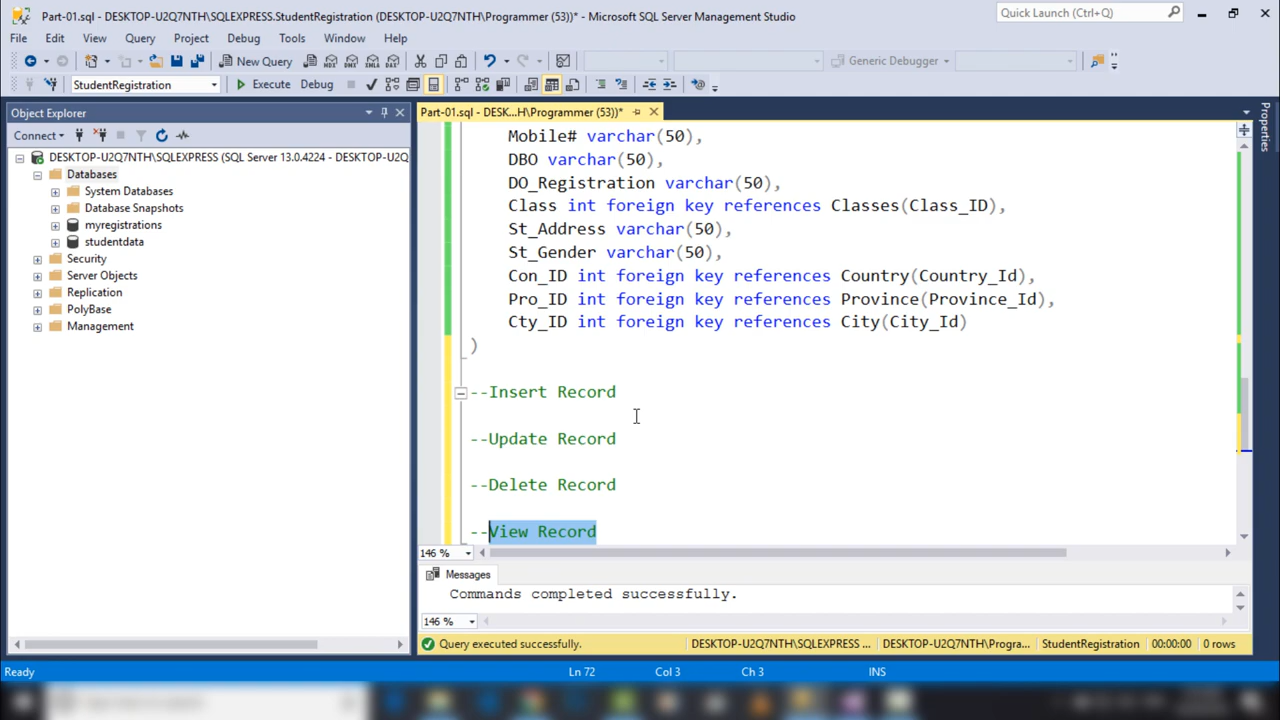 Part-01.sql - DESKTOP-U2Q7NTH\SQLEXPRESS.StudentRegistration (DESKTOP-U2Q7NTH\Programmer (53))* - Microsoft SQL Server Management Studio
Quick Launch (Ctrl+Q)
File Edit View Query Project Debug Tools Window Help
New Query
Generic Debugger
StudentRegistration
Execute Debug
Object Explorer
Part-01.sql - DESK...H\Programmer (53))*
Properties
Connect
DESKTOP-U2Q7NTH\SQLEXPRESS (SQL Server 13.0.4224 - DESKTOP-U2Q
Databases
System Databases
Database Snapshots
myregistrations
studentdata
Security
Server Objects
Replication
PolyBase
Management
Mobile# varchar(50),
DBO varchar(50),
DO_Registration varchar(50),
Class int foreign key references Classes(Class_ID),
St_Address varchar(50),
St_Gender varchar(50),
Con_ID int foreign key references Country(Country_Id),
Pro_ID int foreign key references Province(Province_Id),
Cty_ID int foreign key references City(City_Id)
)
--Insert Record
--Update Record
--Delete Record
--View Record
146 %
Messages
Commands completed successfully.
146 %
Query executed successfully.
DESKTOP-U2Q7NTH\SQLEXPRESS ...
DESKTOP-U2Q7NTH\Progra...
StudentRegistration
00:00:00
0 rows
Ready
Ln 72
Col 3
Ch 3
INS